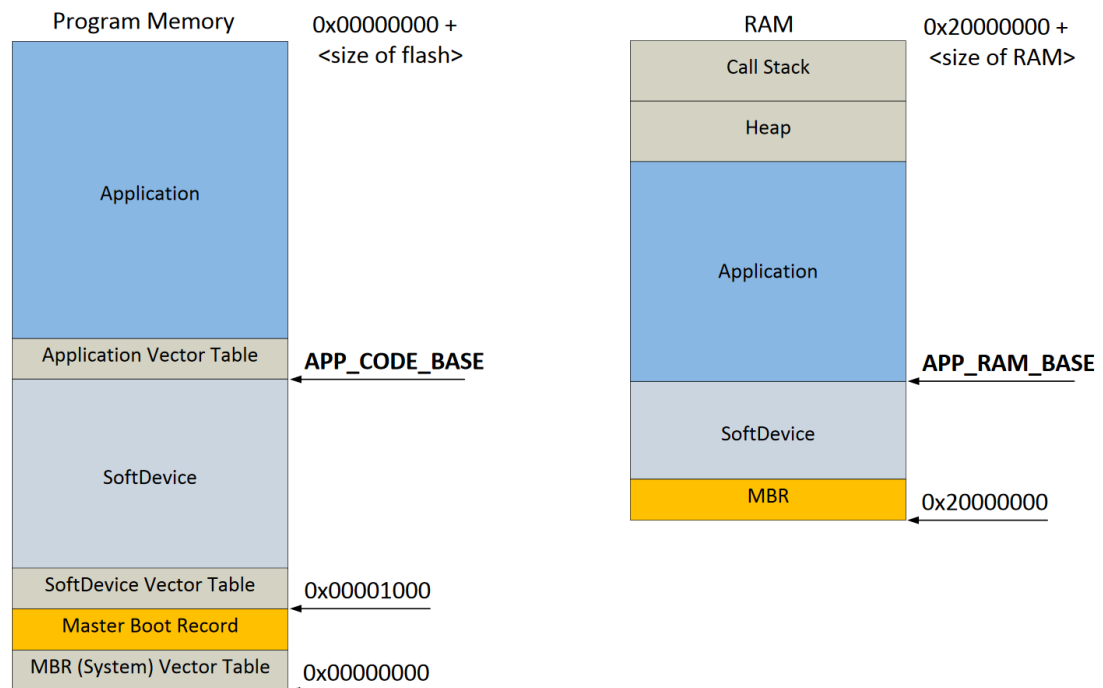 Program Memory
0x00000000 +
<size of flash>
Application
Application Vector Table
APP_CODE_BASE
SoftDevice
SoftDevice Vector Table
0x00001000
Master Boot Record
MBR (System) Vector Table
0x00000000
RAM
0x20000000 +
<size of RAM>
Call Stack
Heap
Application
APP_RAM_BASE
SoftDevice
MBR
0x20000000